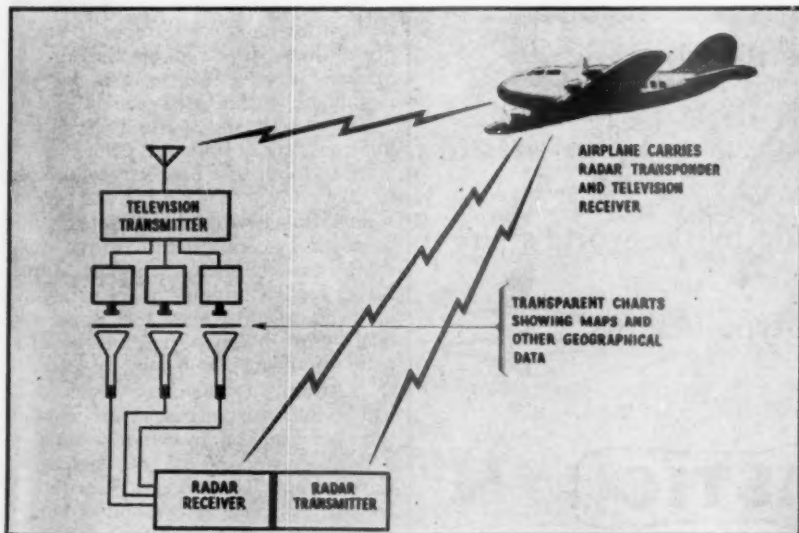 AIRPLANE CARRIES
RADAR TRANSPONDER
AND TELEVISION
RECEIVER
TELEVISION
TRANSMITTER
TRANSPARENT CHARTS
SHOWING MAPS AND
OTHER GEOGRAPHICAL
DATA
RADAR
RECEIVER
RADAR
TRANSMITTER